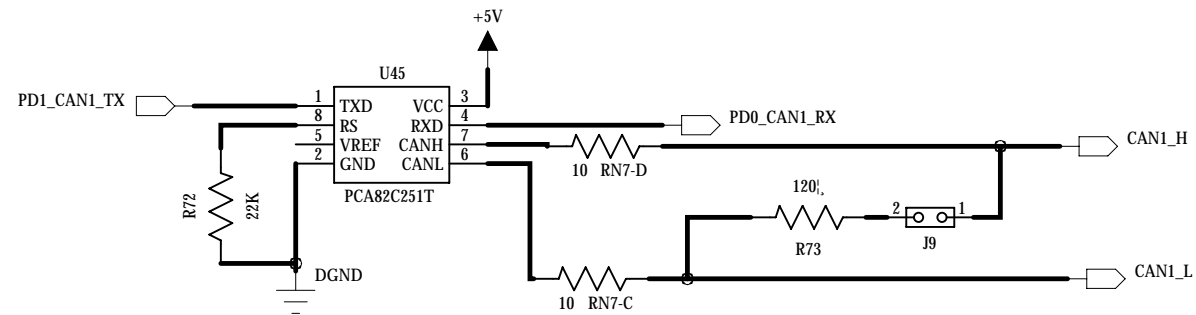 +5V
U45
PD1_CAN1_TX
1 TXD VCC 3
8 RS RXD 4
5 VREF CANH 7
2 GND CANL 6
PCA82C251T
PD0_CAN1_RX
CAN1_H
10 RN7-D
R72
22K
120
2 1
R73
J9
DGND
10 RN7-C
CAN1_L